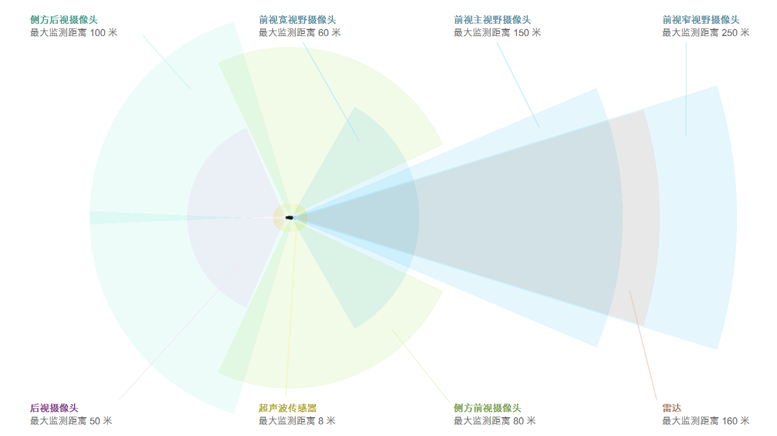 侧方后视摄像头
最大监测距离 100 米
前视宽视野摄像头
最大监测距离 60 米
前视主视野摄像头
最大监测距离 150 米
前视窄视野摄像头
最大监测距离 250 米
后视摄像头
最大监测距离 50 米
超声波传感器
最大监测距离 8 米
侧方前视摄像头
最大监测距离 80 米
雷达
最大监测距离 160 米